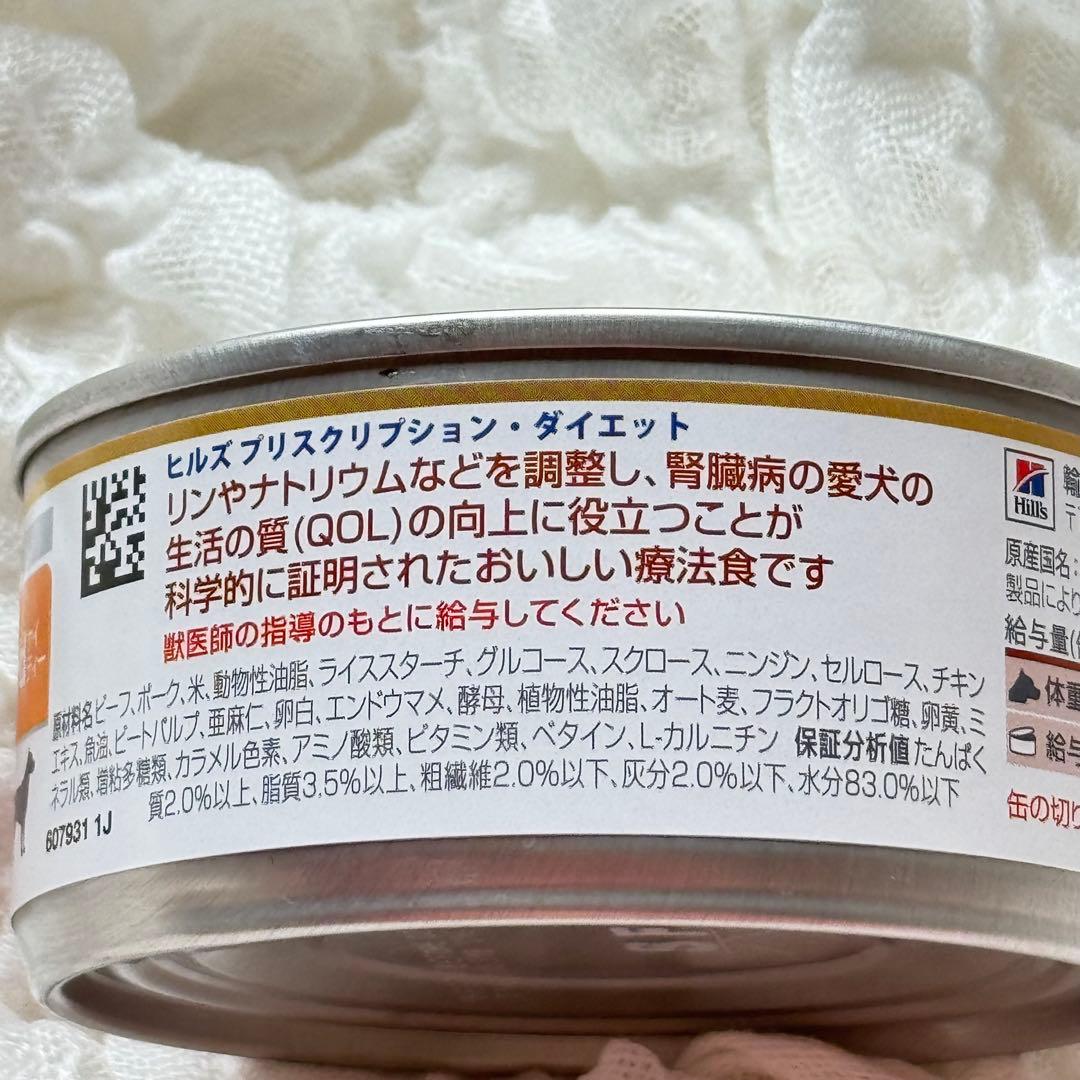 ヒルズ プリスクリプション・ダイエット
リンやナトリウムなどを調整し、腎臓病の愛犬の
生活の質(QOL)の向上に役立つことが
科学的に証明されたおいしい療法食です
獣医師の指導のもとに給与してください
原材料名 ビーフ、ポーク、米、動物性油脂、ライススターチ、グルコース、スクロース、ニンジン、セルロース、チキン
エキス、魚油、ビートパルプ、亜麻仁、卵白、エンドウマメ、酵母、植物性油脂、オート麦、フラクトオリゴ糖、卵黄、ミ
ネラル類、増粘多糖類、カラメル色素、アミノ酸類、ビタミン類、ベタイン、L-カルニチン 保証分析値 たんぱく
質2.0%以上、脂質3.5%以上、粗繊維2.0%以下、灰分2.0%以下、水分83.0%以下
607931 1J
Hill's
輸
〒
原産国名:
製品により
給与量(
体重
給与
缶の切り